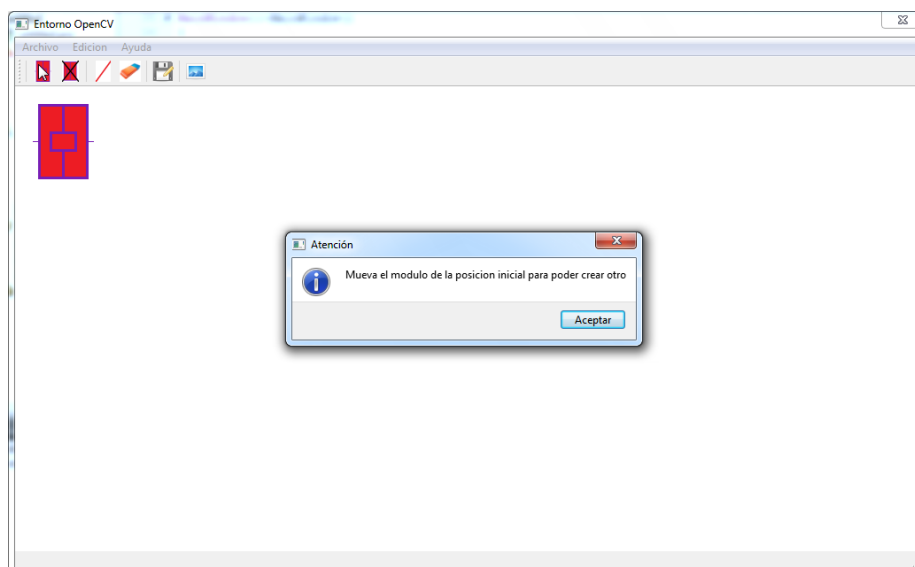 Entorno OpenCV
Archivo Edicion Ayuda
Atención
Mueva el modulo de la posicion inicial para poder crear otro
Aceptar